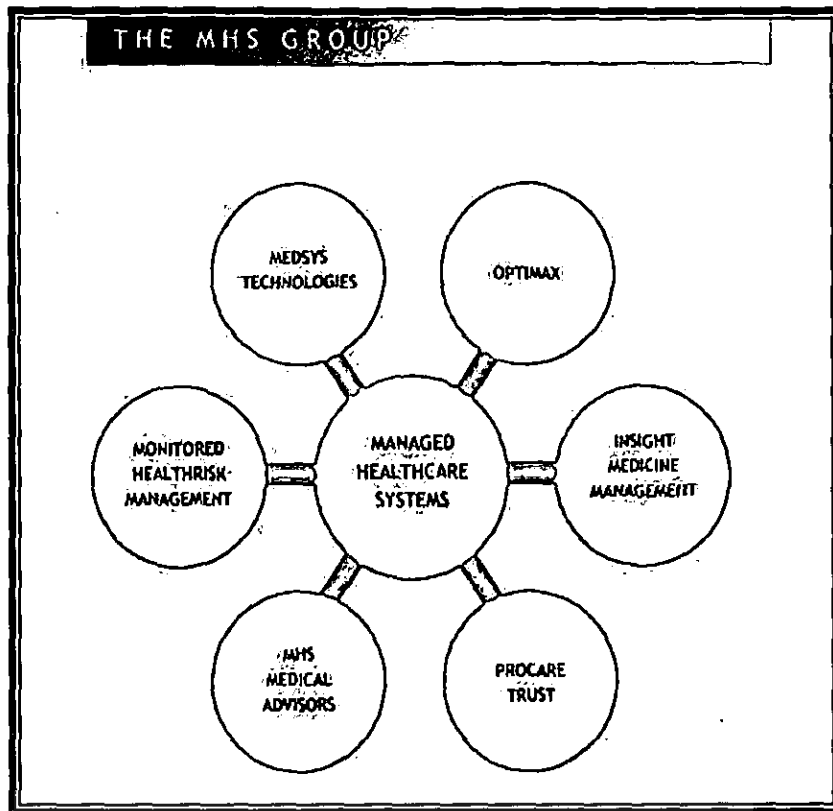 THE MHS GROUP
MEDSYS
TECHNOLOGIES
OPTIMAX
MONITORED
HEALTHRISK-
MANAGEMENT
MANAGED
HEALTHCARE
SYSTEMS
INSIGHT
MEDICINE
MANAGEMENT
MHS
MEDICAL
ADVISORS
PROCARE
TRUST